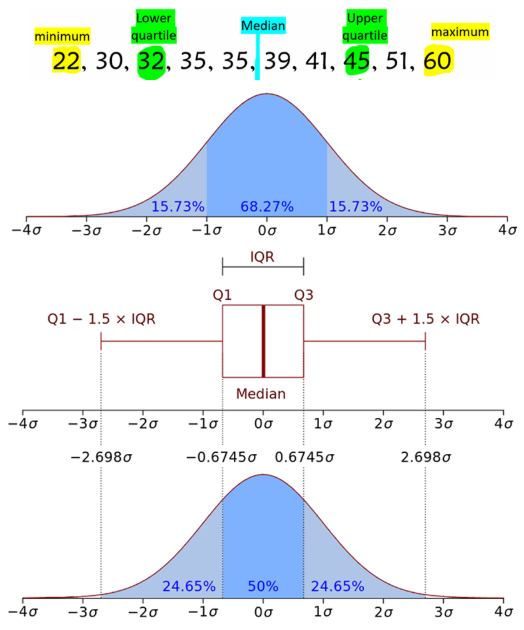 minimum
Lower
quartile
Median
Upper
quartile
maximum
22, 30, 32, 35, 35, 39, 41, 45, 51, 60
15.73% 68.27% 15.73%
−4σ −3σ −2σ −1σ 0σ 1σ 2σ 3σ 4σ
IQR
Q1 Q3
Q1 − 1.5 × IQR Q3 + 1.5 × IQR
Median
−4σ −3σ −2σ −1σ 0σ 1σ 2σ 3σ 4σ
−2.698σ −0.6745σ 0.6745σ 2.698σ
24.65% 50% 24.65%
−4σ −3σ −2σ −1σ 0σ 1σ 2σ 3σ 4σ